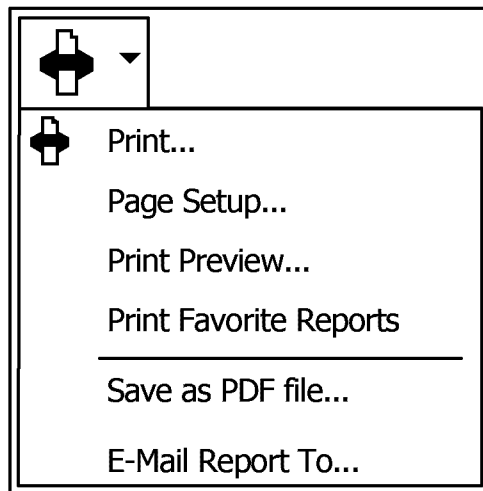 Print...
Page Setup...
Print Preview...
Print Favorite Reports
Save as PDF file...
E-Mail Report To...